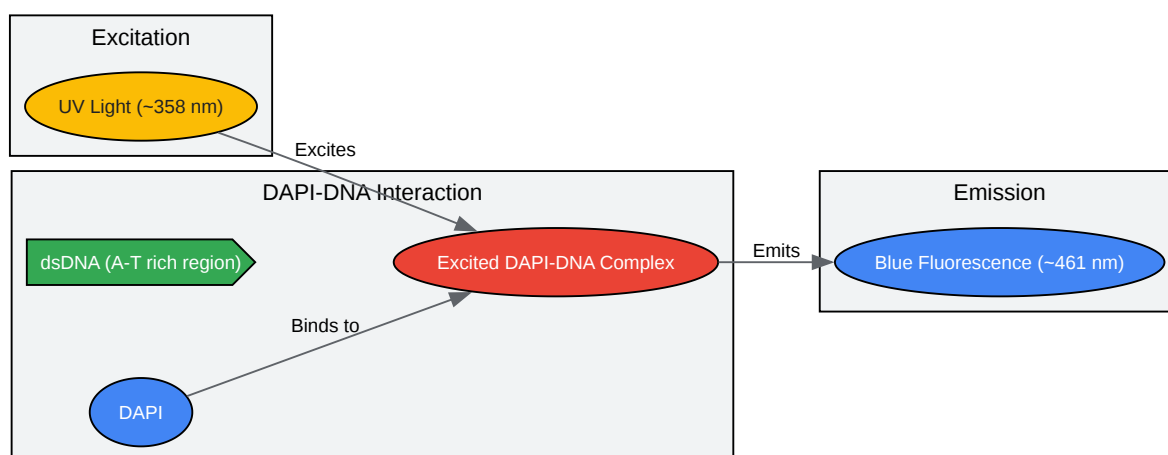 Excitation
UV Light (~358 nm)
Excites
DAPI-DNA Interaction
Emission
dsDNA (A-T rich region)
Excited DAPI-DNA Complex
Emits
Blue Fluorescence (~461 nm)
Binds to
DAPI